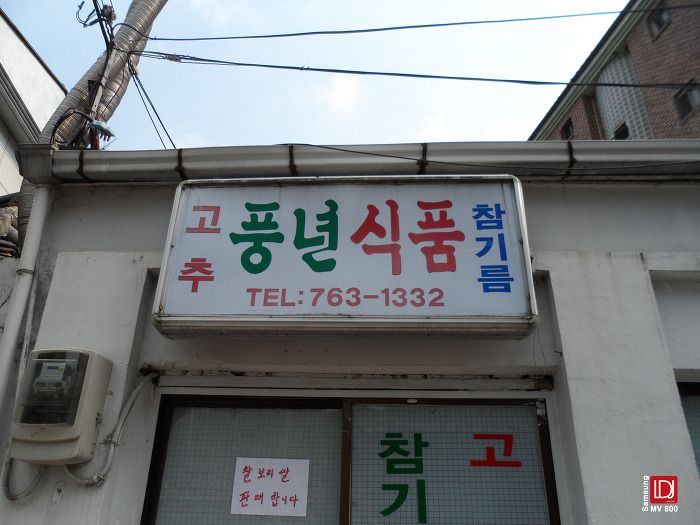 고추
풍년식품
참기름
TEL: 763-1332
찰 보리 쌀
판매 합니다
참기
고
Samsung
MV 800